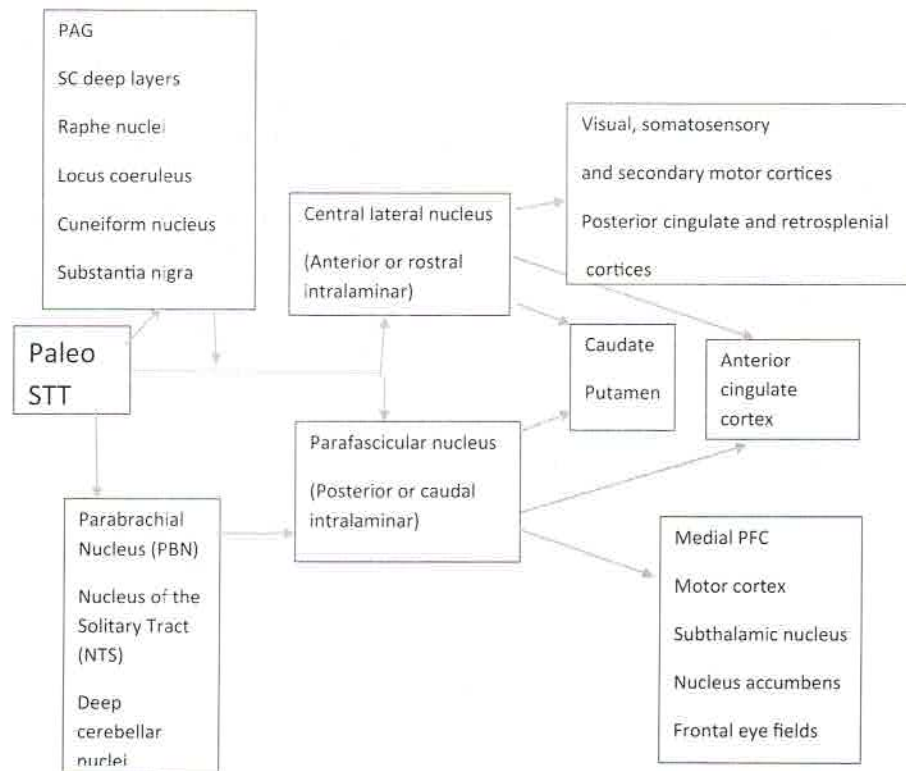 PAG
SC deep layers
Raphe nuclei
Locus coeruleus
Cuneiform nucleus
Substantia nigra
Visual, somatosensory
and secondary motor cortices
Posterior cingulate and retrosplenial
cortices
Central lateral nucleus
(Anterior or rostral
intralaminar)
Paleo
STT
Caudate
Putamen
Anterior
cingulate
cortex
Parafascicular nucleus
(Posterior or caudal
intralaminar)
Parabrachial
Nucleus (PBN)
Nucleus of the
Solitary Tract
(NTS)
Deep
cerebellar
nuclei
Medial PFC
Motor cortex
Subthalamic nucleus
Nucleus accumbens
Frontal eye fields